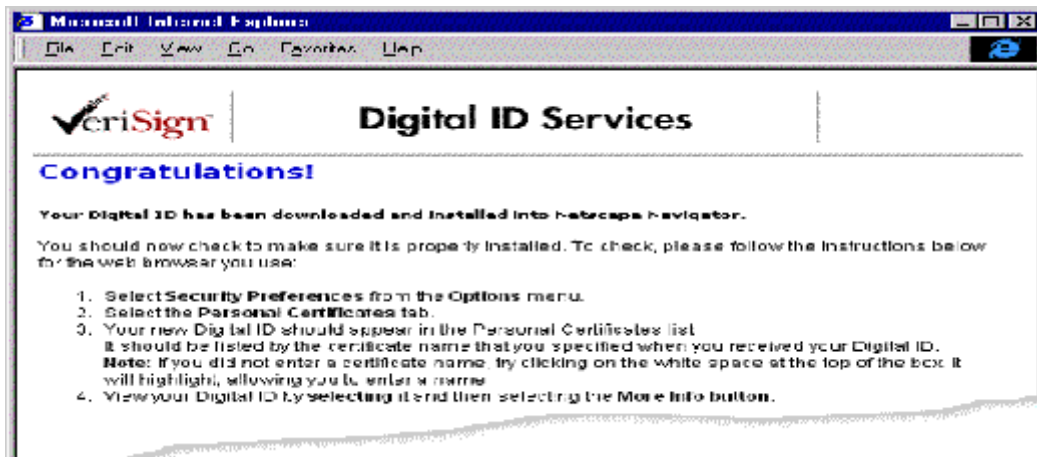 Microsoft Internet Explorer
File Edit View Go Favorites Help
VeriSign Digital ID Services
Congratulations!
Your Digital ID has been downloaded and installed into Netscape Navigator.
You should now check to make sure it is properly installed. To check, please follow the instructions below
for the web browser you use:
1. Select Security Preferences from the Options menu.
2. Select the Personal Certificates tab.
3. Your new Digital ID should appear in the Personal Certificates list
It should be listed by the certificate name that you specified when you received your Digital ID.
Note: If you did not enter a certificate name, try clicking on the white space at the top of the box. It
will highlight, allowing you to enter a name
4. View your Digital ID by selecting it and then selecting the More Info button.